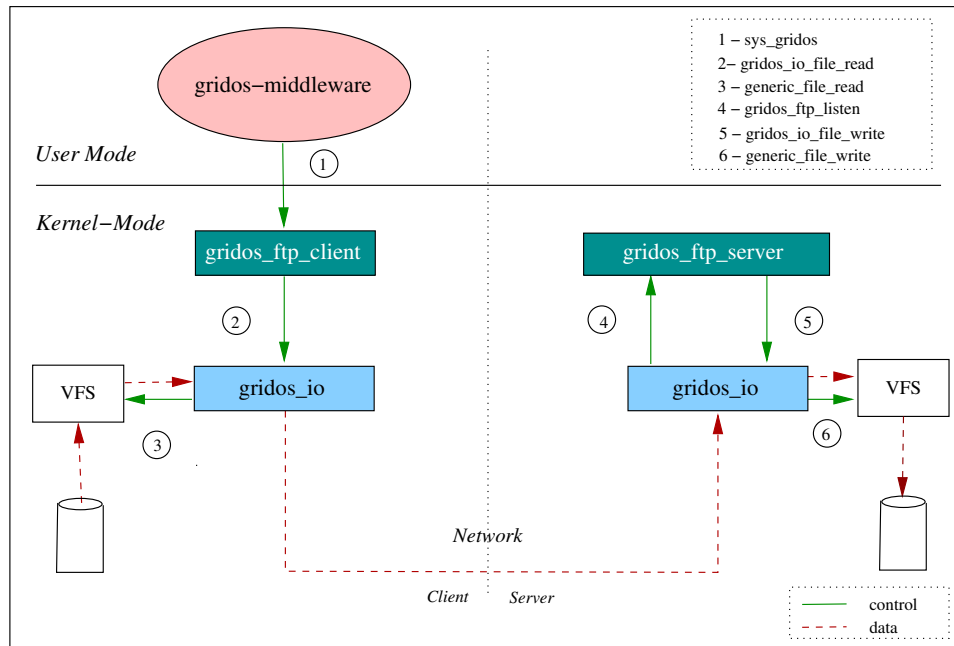 1 – sys_gridos
2– gridos_io_file_read
3 – generic_file_read
4 – gridos_ftp_listen
5 – gridos_io_file_write
6 – generic_file_write
gridos–middleware
User Mode
1
Kernel–Mode
gridos_ftp_client
gridos_ftp_server
2
4
5
VFS
gridos_io
gridos_io
VFS
3
6
Network
Client
Server
control
data